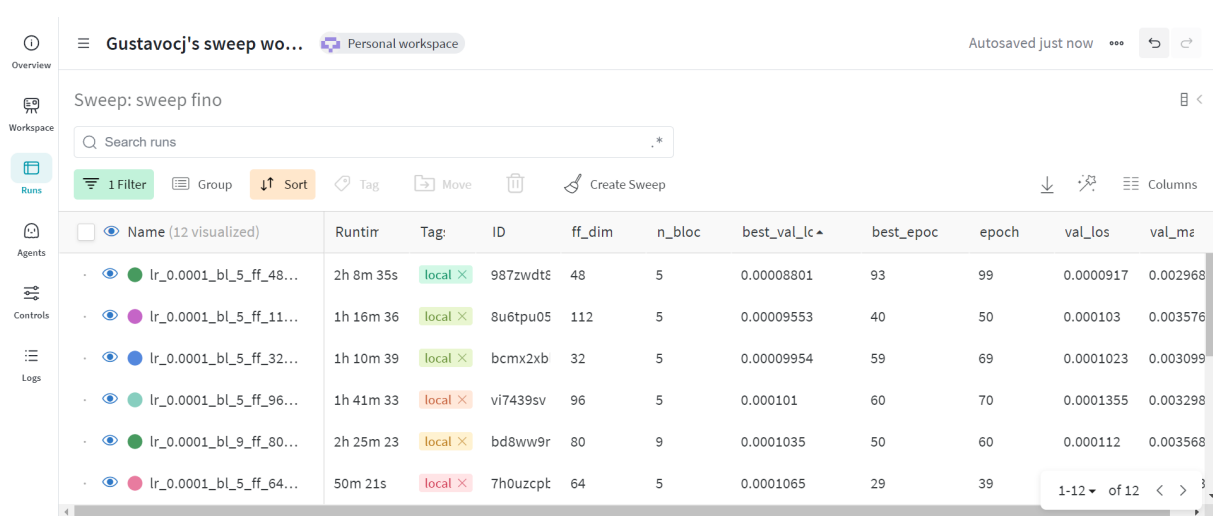 Overview
Workspace
Runs
Agents
Controls
Logs
Gustavocj's sweep wo... Personal workspace Autosaved just now
Sweep: sweep fino
Search runs .*
1 Filter Group Sort Tag Move Create Sweep Columns
Name (12 visualized) Runtim Tag: ID ff_dim n_bloc best_val_lc best_epoc epoch val_los val_ma
lr_0.0001_bl_5_ff_48... 2h 8m 35s local 987zwdt8 48 5 0.00008801 93 99 0.0000917 0.002968
lr_0.0001_bl_5_ff_11... 1h 16m 36 local 8u6tpu05 112 5 0.00009553 40 50 0.000103 0.003576
lr_0.0001_bl_5_ff_32... 1h 10m 39 local bcmx2xb 32 5 0.00009954 59 69 0.0001023 0.003099
lr_0.0001_bl_5_ff_96... 1h 41m 33 local vi7439sv 96 5 0.000101 60 70 0.0001355 0.003298
lr_0.0001_bl_9_ff_80... 2h 25m 23 local bd8ww9r 80 9 0.0001035 50 60 0.000112 0.003568
lr_0.0001_bl_5_ff_64... 50m 21s local 7h0uzcpt 64 5 0.0001065 29 39
1-12 of 12